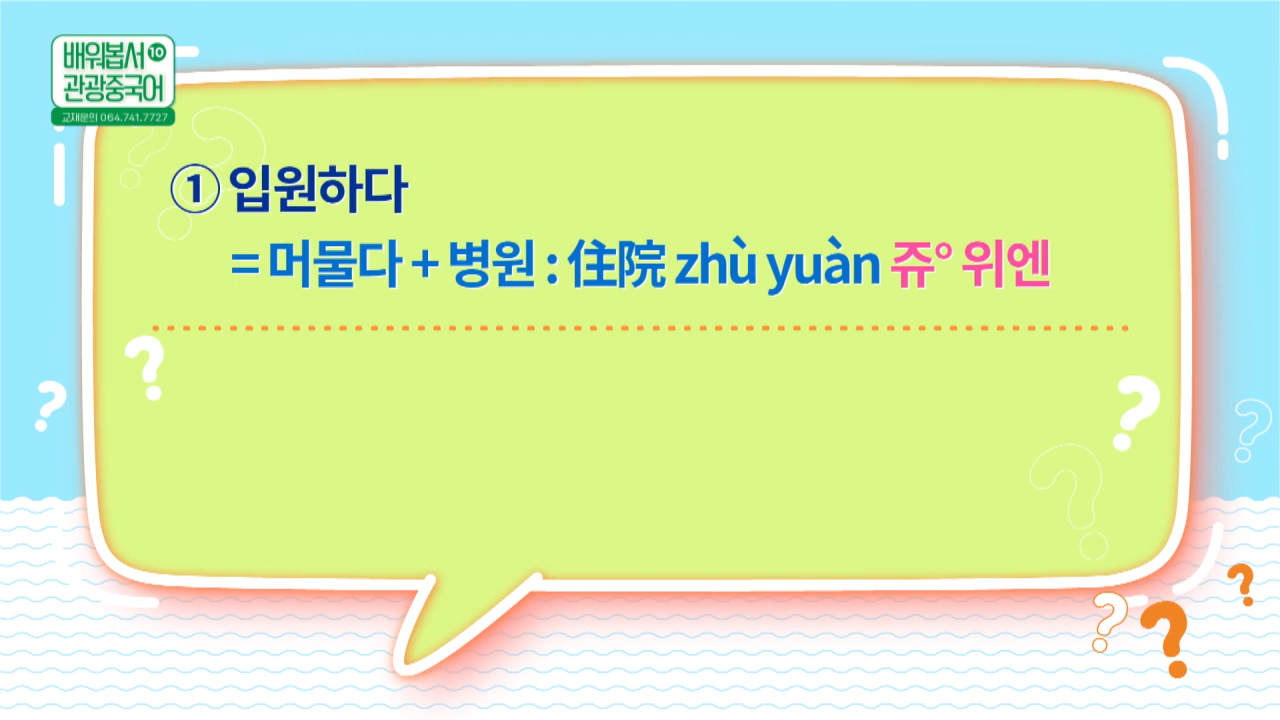 배워봅서 10
관광중국어
교재문의 064.741.7727
① 입원하다
= 머물다 + 병원 : 住院 zhù yuàn 쥬° 위엔